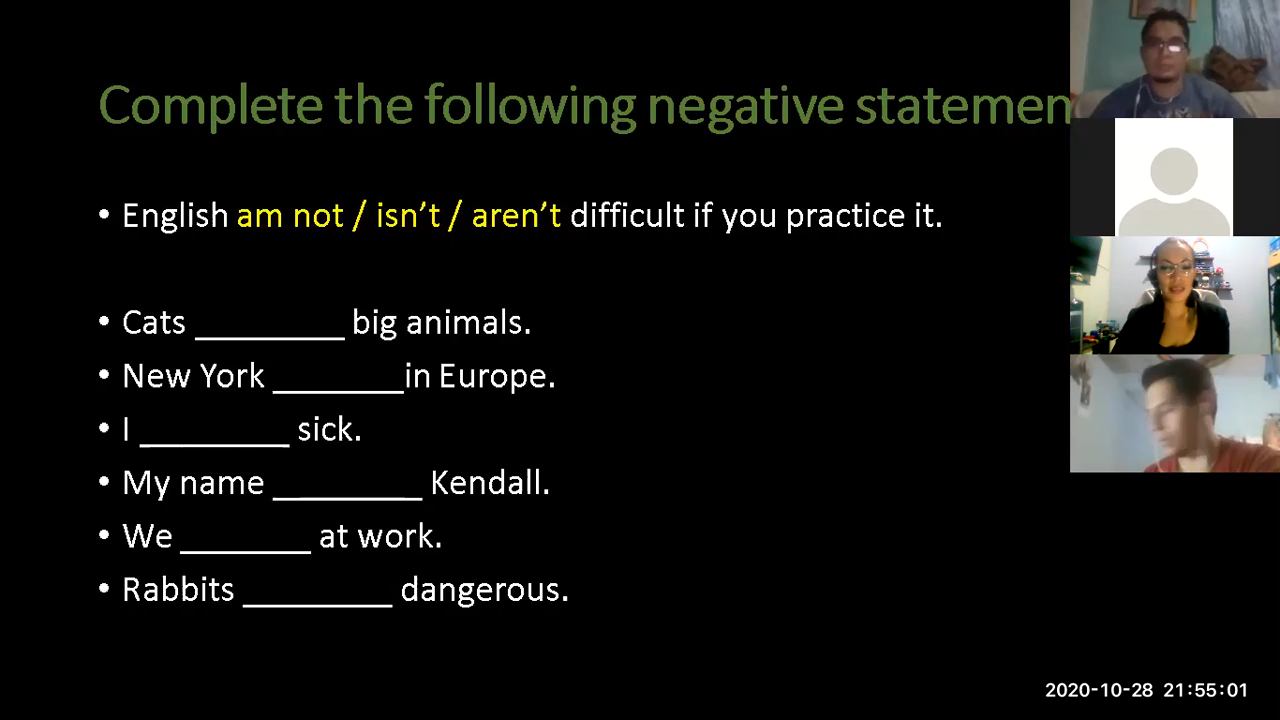 Complete the following negative statemen
• English am not / isn’t / aren’t difficult if you practice it.
• Cats _________ big animals.
• New York ________in Europe.
• I _________ sick.
• My name _________ Kendall.
• We ________ at work.
• Rabbits _________ dangerous.
2020-10-28 21:55:01